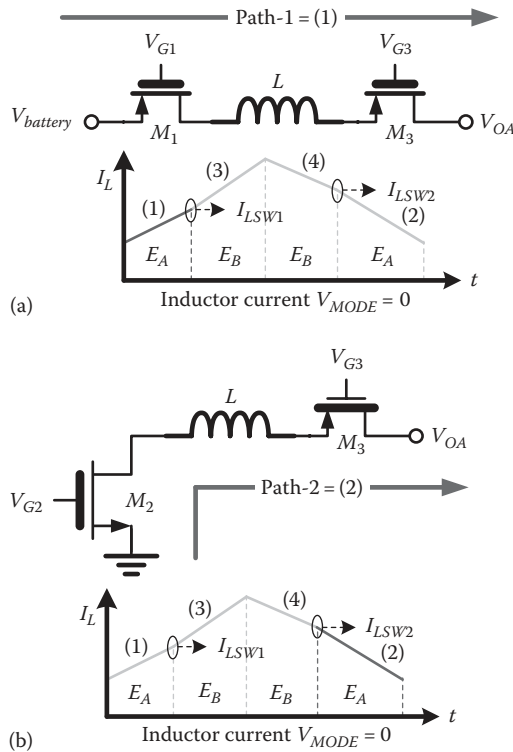 Path-1 = (1)
V_G1 V_G3
L
V_battery M_1 M_3 V_OA
I_L (1) (3) (4) (2)
I_LSW1 I_LSW2
E_A E_B E_B E_A
t
(a) Inductor current V_MODE = 0
V_G3
L
M_3 V_OA
V_G2 M_2
Path-2 = (2)
I_L (1) (3) (4) (2)
I_LSW1 I_LSW2
E_A E_B E_B E_A
t
(b) Inductor current V_MODE = 0